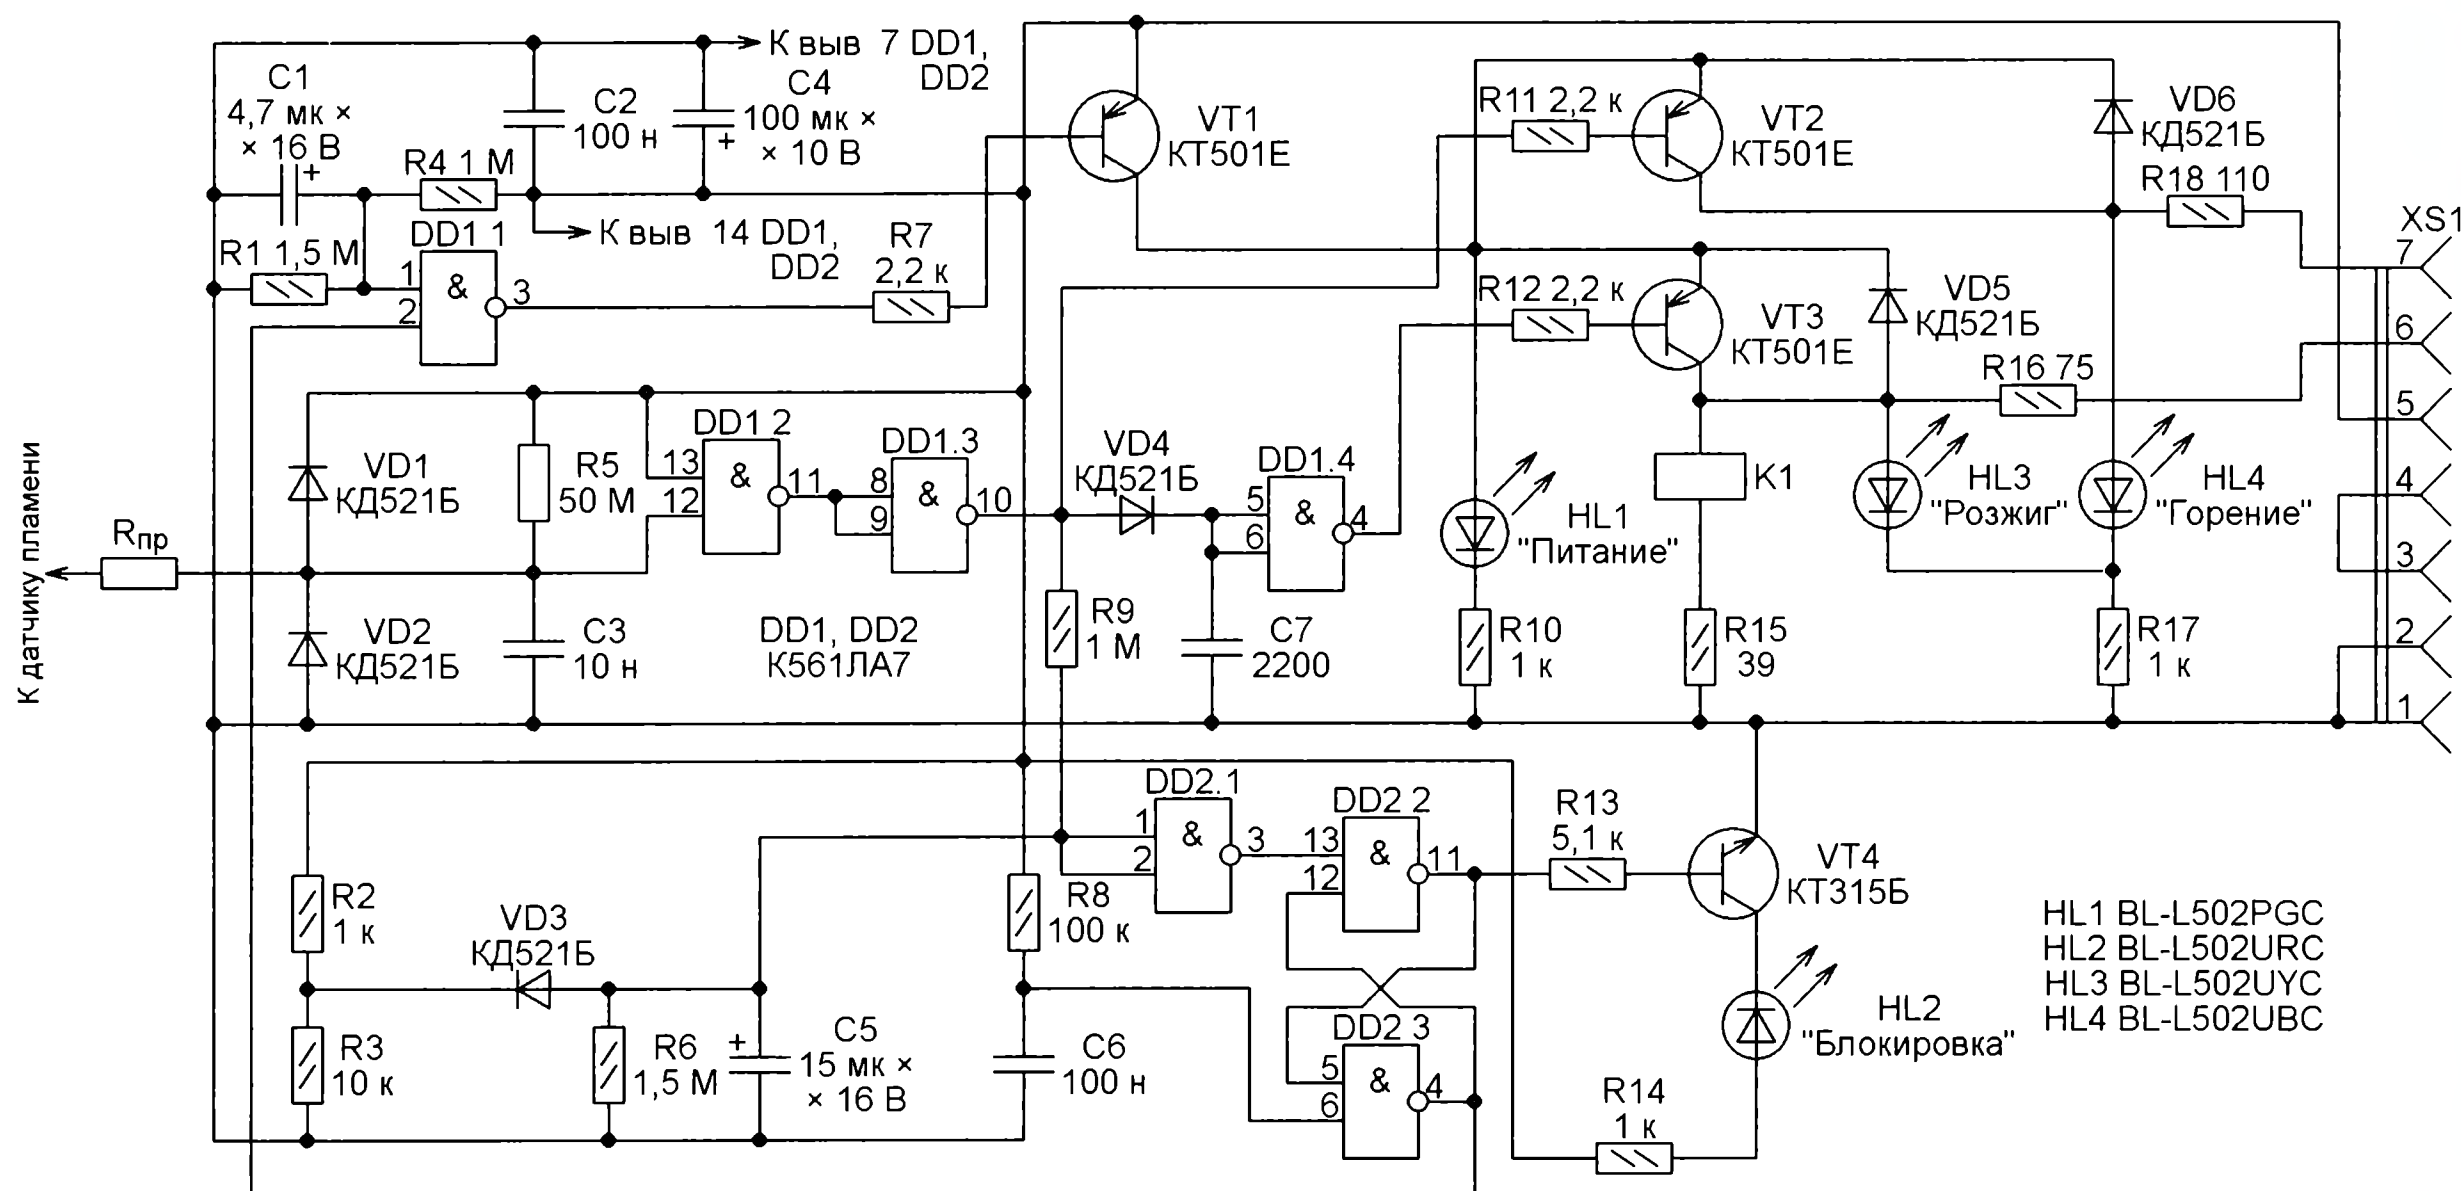 К выв 7 DD1,
DD2
C1
4,7 мк ×
× 16 В
C2
100 н
C4
100 мк ×
× 10 В
+
+
R4 1 М
К выв 14 DD1,
DD2
R1 1,5 М
DD1 1
1
2
&
3
R7
2,2 к
VT1
КТ501Е
R11 2,2 к
VT2
КТ501Е
VD6
КД521Б
R18 110
XS1
7
6
5
4
3
2
1
R12 2,2 к
VT3
КТ501Е
VD5
КД521Б
R16 75
К датчику пламени
Rпр
VD1
КД521Б
R5
50 М
DD1 2
13
12
&
11
DD1.3
8
9
&
10
VD4
КД521Б
DD1.4
5
6
&
4
HL1
"Питание"
K1
HL3
"Розжиг"
HL4
"Горение"
VD2
КД521Б
C3
10 н
DD1, DD2
К561ЛА7
R9
1 М
C7
2200
R10
1 к
R15
39
R17
1 к
DD2.1
1
2
&
3
DD2 2
13
12
&
11
R13
5,1 к
VT4
КТ315Б
R2
1 к
VD3
КД521Б
R8
100 к
HL1 BL-L502PGC
HL2 BL-L502URC
HL3 BL-L502UYC
HL4 BL-L502UBC
R3
10 к
R6
1,5 М
+
C5
15 мк ×
× 16 В
C6
100 н
DD2 3
5
6
&
4
HL2
"Блокировка"
R14
1 к